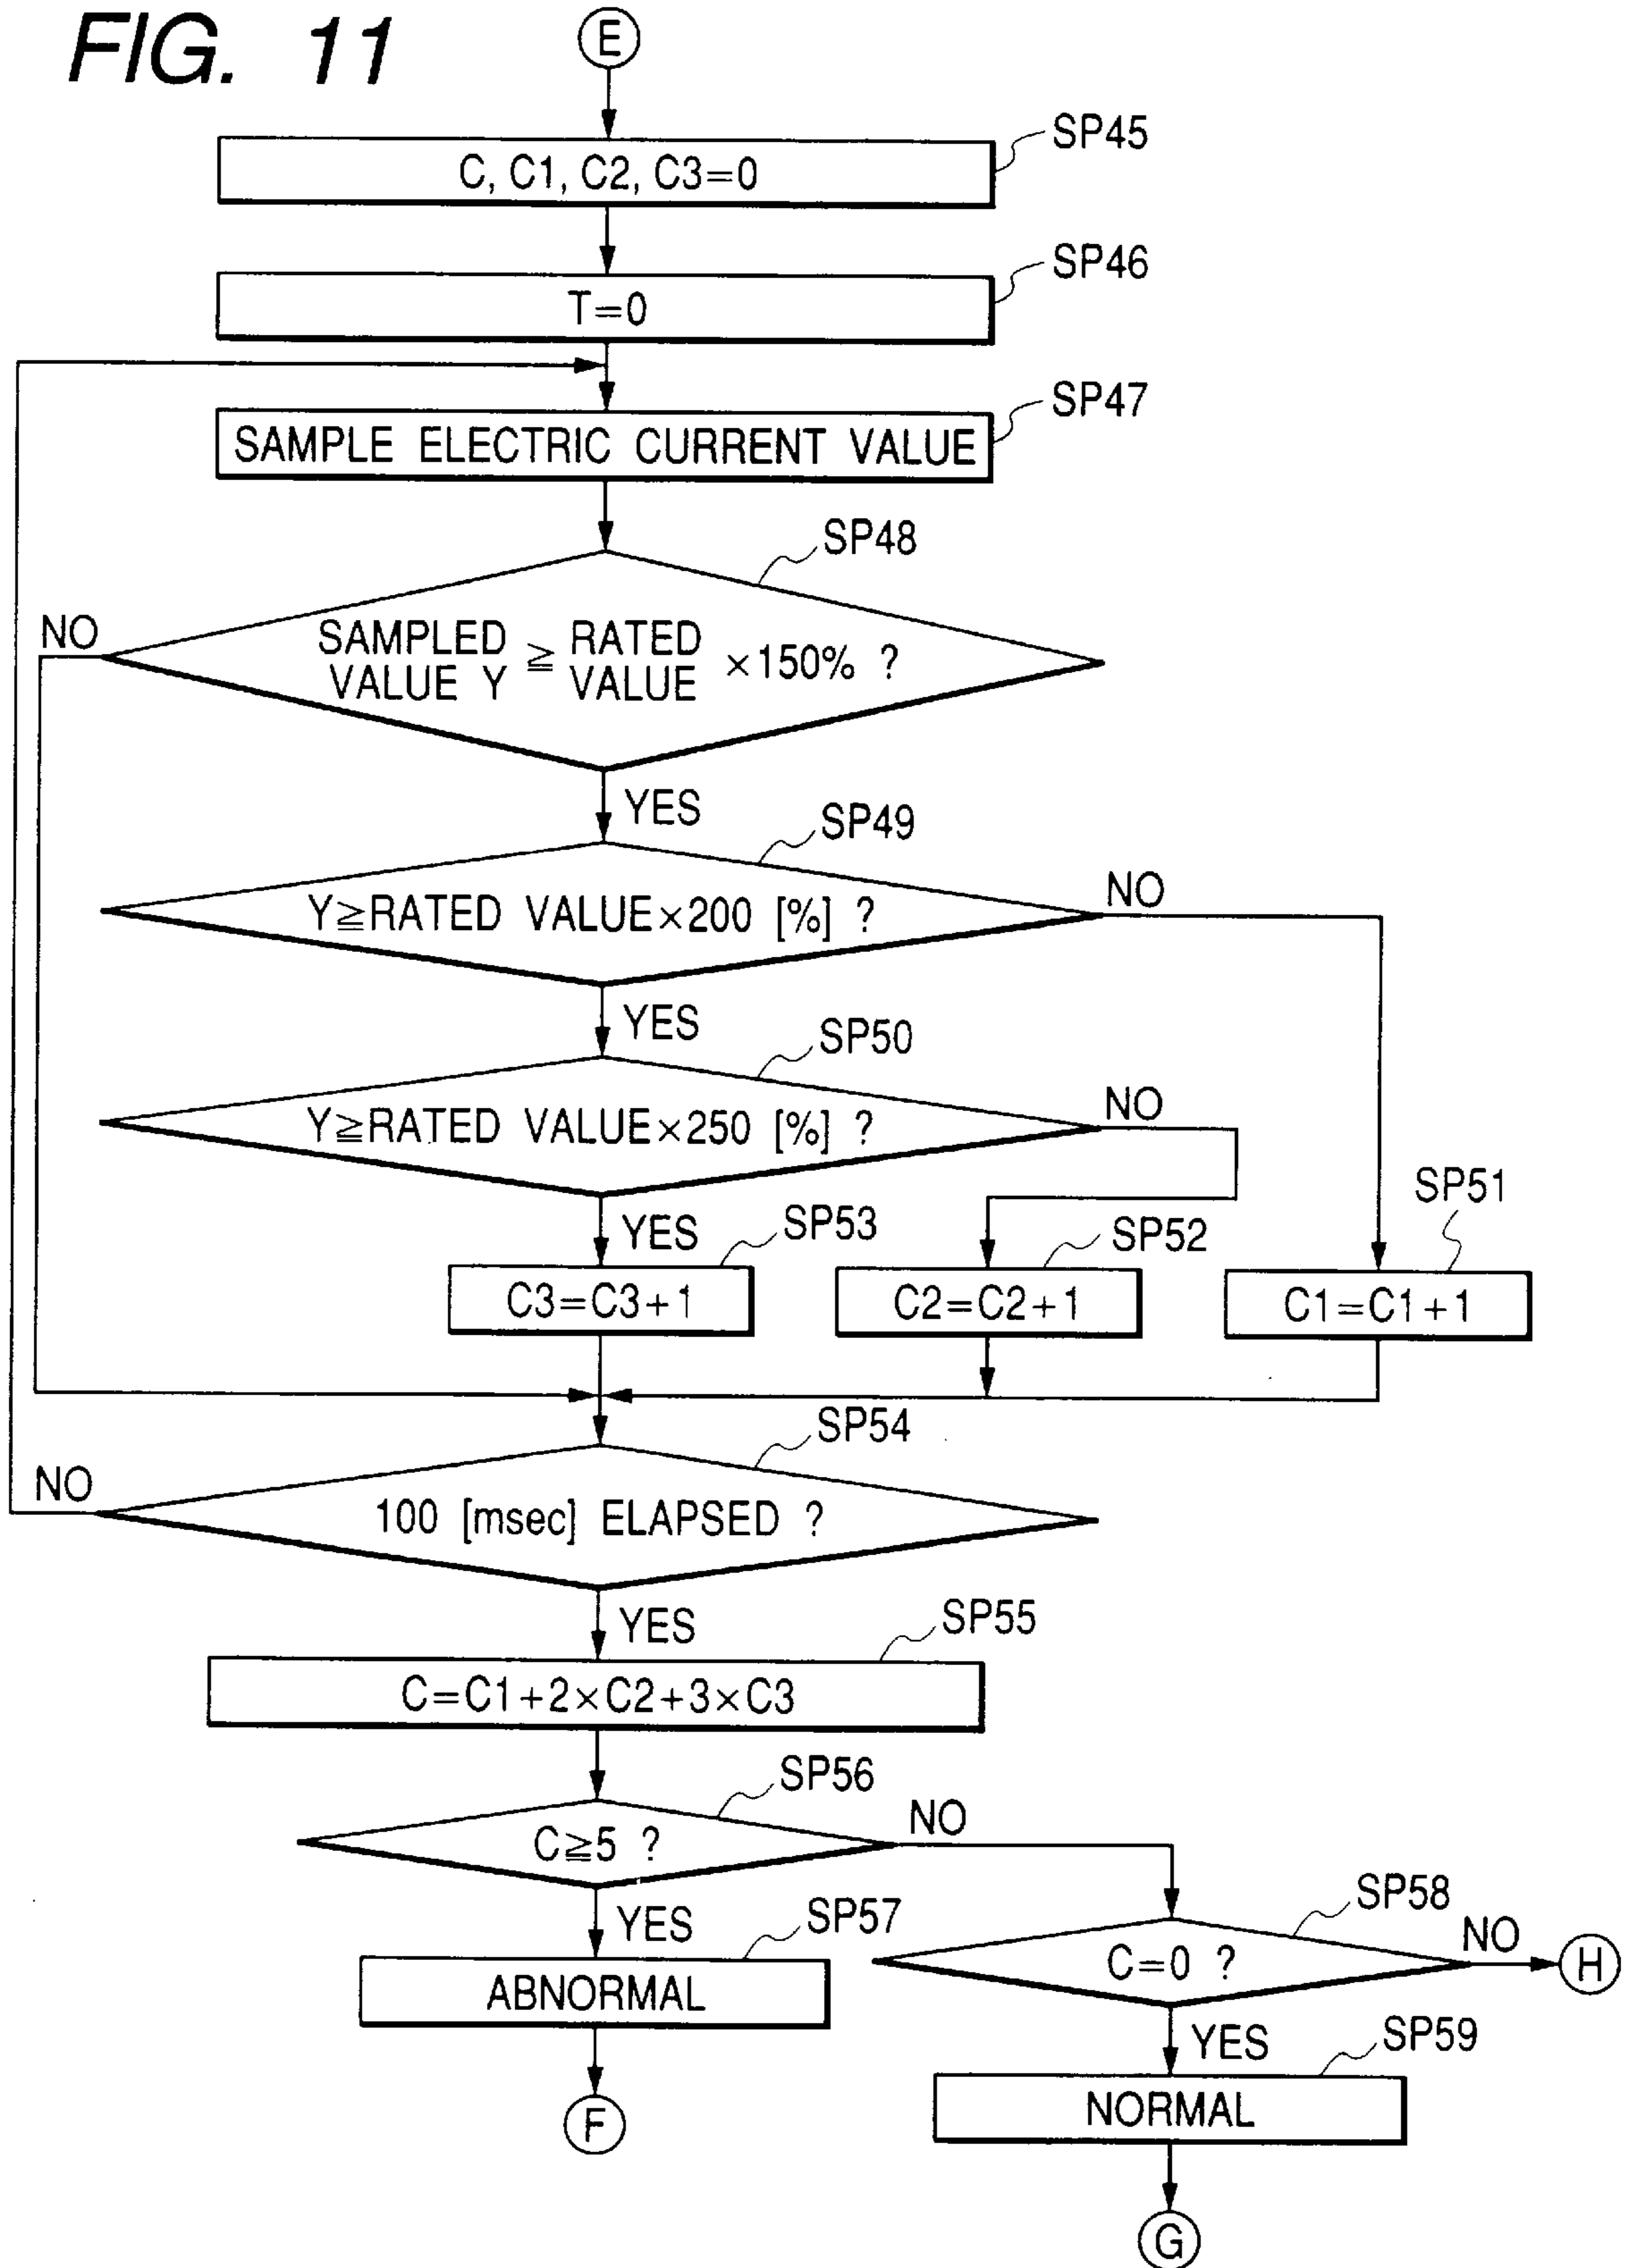 FIG. 11
E
SP45
C, C1, C2, C3=0
SP46
T=0
SP47
SAMPLE ELECTRIC CURRENT VALUE
SP48
NO
SAMPLED VALUE Y ≧ RATED VALUE ×150% ?
YES
SP49
NO
Y≧RATED VALUE×200 [%] ?
YES
SP50
NO
Y≧RATED VALUE×250 [%] ?
YES
SP53
SP52
SP51
C3=C3+1
C2=C2+1
C1=C1+1
SP54
NO
100 [msec] ELAPSED ?
YES
SP55
C=C1+2×C2+3×C3
SP56
NO
C≧5 ?
YES
SP57
SP58
NO
C=0 ?
H
ABNORMAL
YES
SP59
F
NORMAL
G